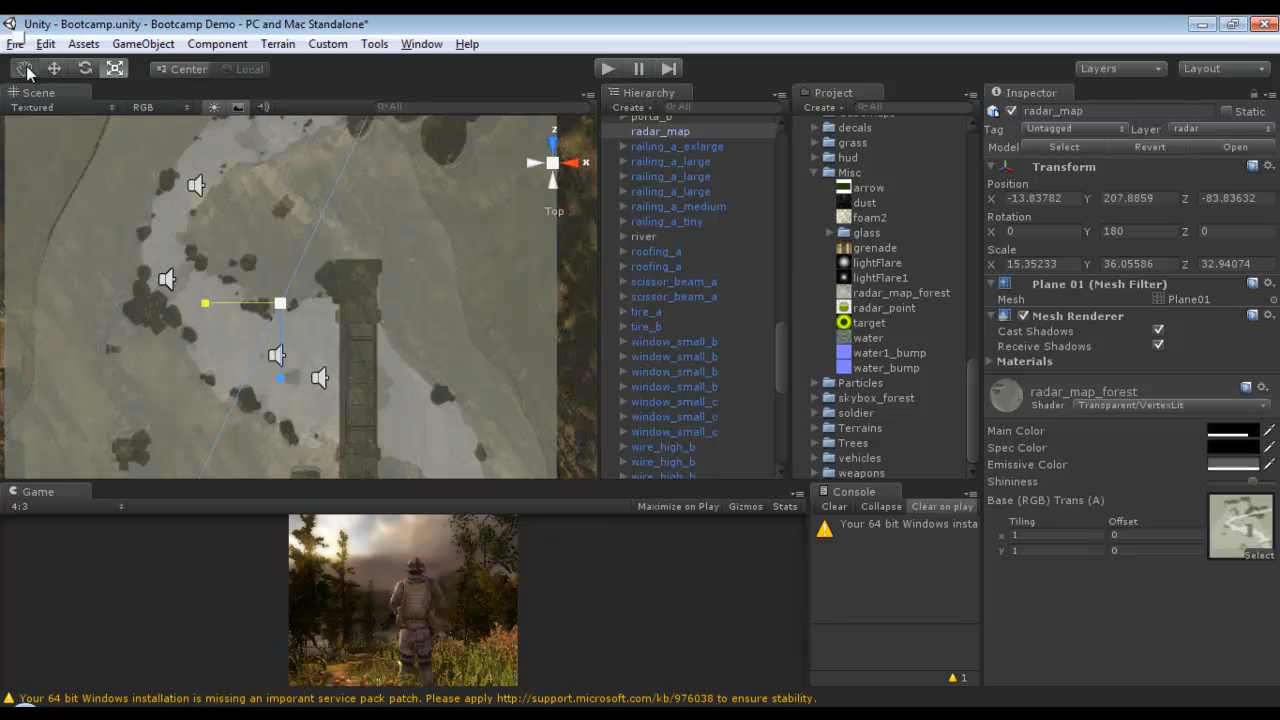 Unity - Bootcamp.unity - Bootcamp Demo - PC and Mac Standalone*
File Edit Assets GameObject Component Terrain Custom Tools Window Help
Center Local Layers Layout
Scene
Textured RGB All
z
x
Top
Hierarchy
Create All
porta_b
radar_map
railing_a_exlarge
railing_a_large
railing_a_large
railing_a_large
railing_a_medium
railing_a_tiny
river
roofing_a
roofing_a
scissor_beam_a
scissor_beam_a
tire_a
tire_b
window_small_b
window_small_b
window_small_b
window_small_b
window_small_c
window_small_c
window_small_c
wire_high_b
wire_high_b
wire_high_b
Project
Create All
decals
grass
hud
Misc
arrow
dust
foam2
glass
grenade
lightFlare
lightFlare1
radar_map_forest
radar_point
target
water
water1_bump
water_bump
Particles
skybox_forest
soldier
Terrains
Trees
vehicles
weapons
Inspector
radar_map Static
Tag Untagged Layer radar
Model Select Revert Open
Transform
Position
X -13.83782 Y 207.8859 Z -83.83632
Rotation
X 0 Y 180 Z 0
Scale
X 15.35233 Y 36.05586 Z 32.94074
Plane 01 (Mesh Filter)
Mesh Plane01
Mesh Renderer
Cast Shadows
Receive Shadows
Materials
radar_map_forest
Shader Transparent/VertexLit
Main Color
Spec Color
Emissive Color
Shininess
Base (RGB) Trans (A)
Tiling Offset
x 1 0
y 1 0
Select
Game
4:3 Maximize on Play Gizmos Stats
Console
Clear Collapse Clear on play
Your 64 bit Windows insta
1
Your 64 bit Windows installation is missing an imporant service pack patch. Please apply http://support.microsoft.com/kb/976038 to ensure stability.